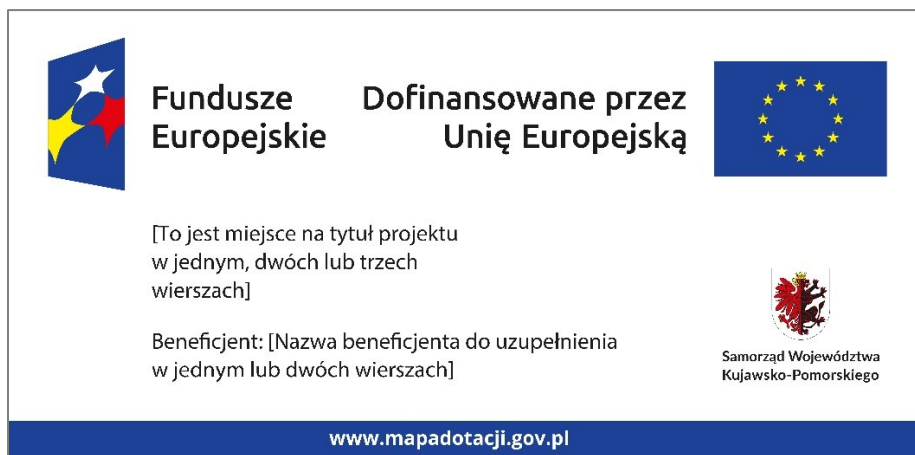 Fundusze
Europejskie
Dofinansowane przez
Unię Europejską
[To jest miejsce na tytuł projektu
w jednym, dwóch lub trzech
wierszach]
Beneficjent: [Nazwa beneficjenta do uzupełnienia
w jednym lub dwóch wierszach]
Samorząd Województwa
Kujawsko-Pomorskiego
www.mapadotacji.gov.pl